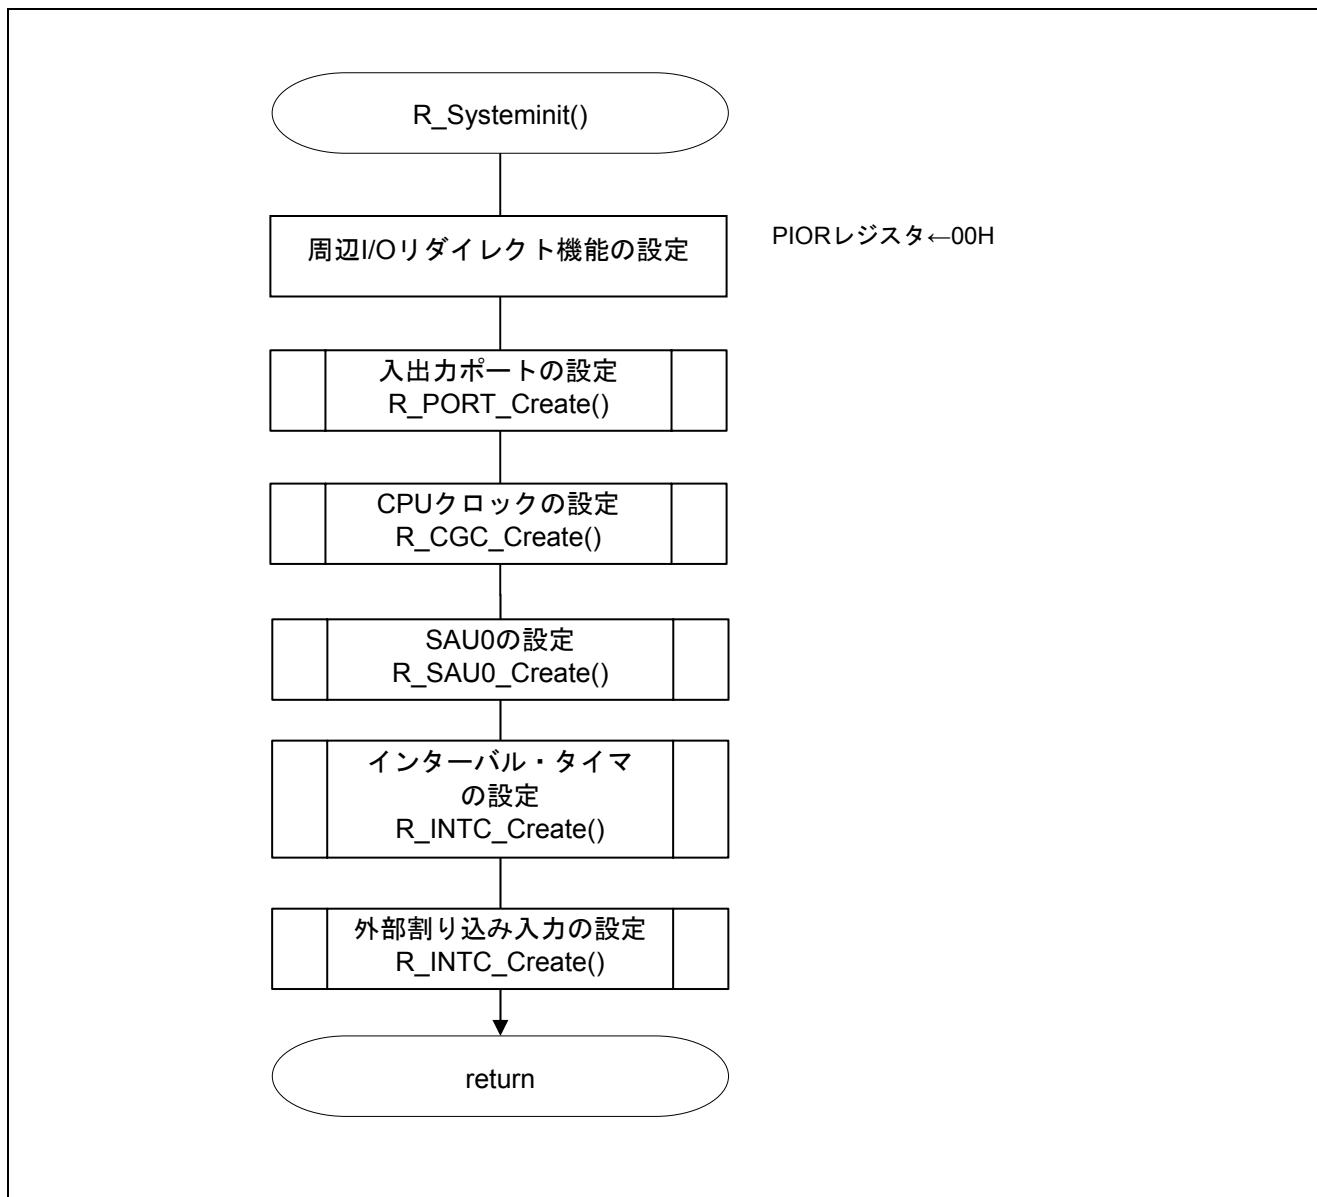 R_Systeminit()
周辺I/Oリダイレクト機能の設定
PIORレジスタ←00H
入出力ポートの設定
R_PORT_Create()
CPUクロックの設定
R_CGC_Create()
SAU0の設定
R_SAU0_Create()
インターバル・タイマ
の設定
R_INTC_Create()
外部割り込み入力の設定
R_INTC_Create()
return